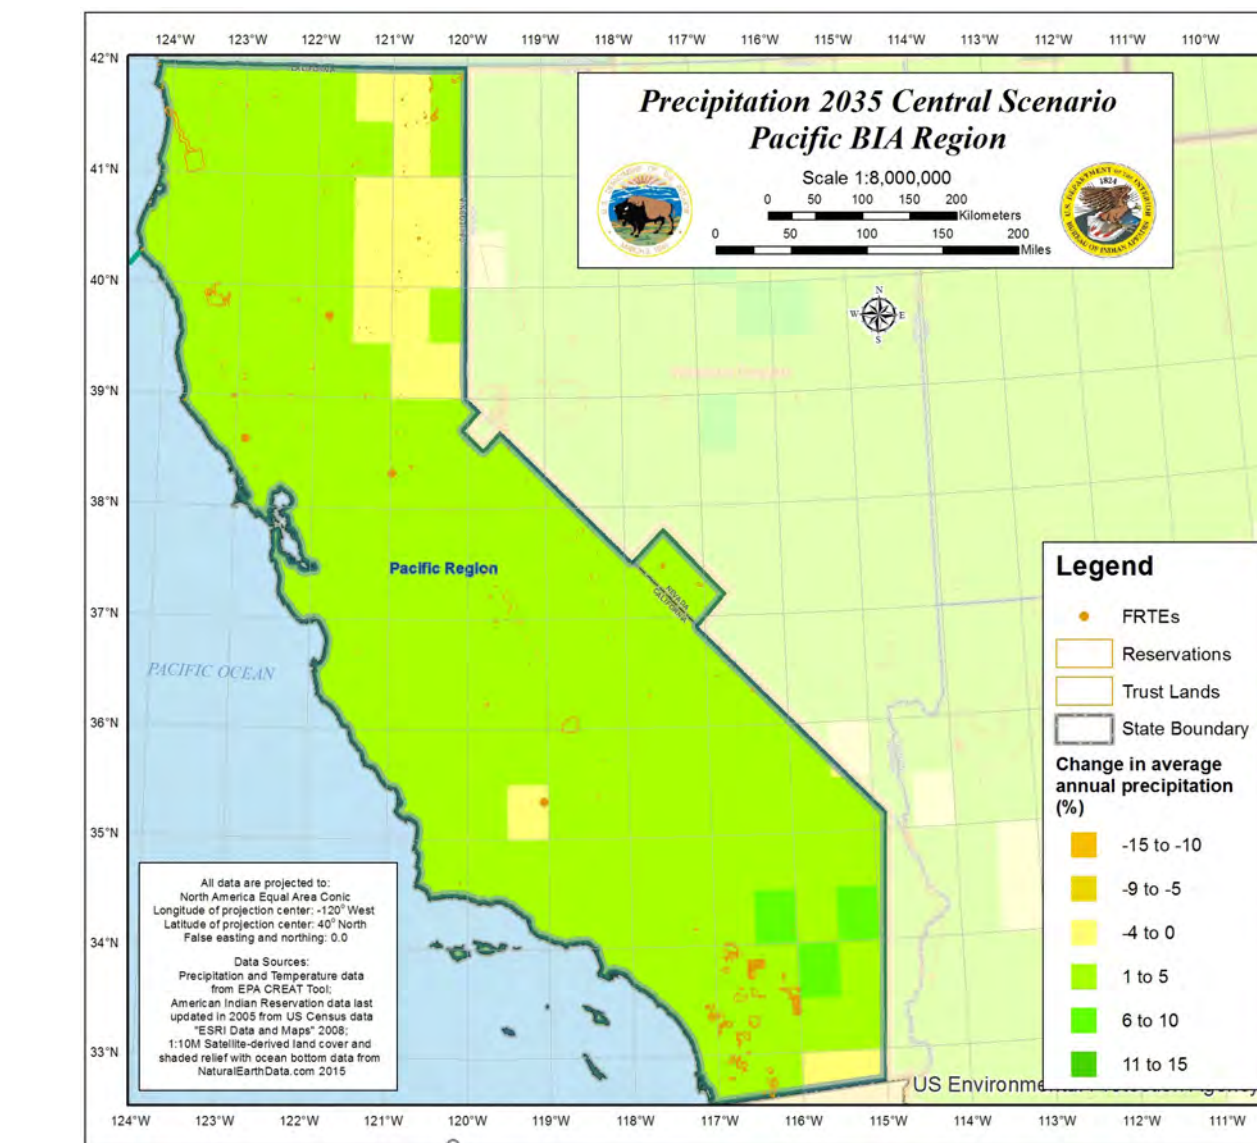 124°W 123°W 122°W 121°W 120°W 119°W 118°W 117°W 116°W 115°W 114°W 113°W 112°W 111°W 110°W
42°N
Precipitation 2035 Central Scenario
Pacific BIA Region
Scale 1:8,000,000
0 50 100 150 200
Kilometers
0 50 100 150 200
Miles
1824
N
W E
S
41°N
40°N
39°N
38°N
Pacific Region
NEVADA
CALIFORNIA
37°N
PACIFIC OCEAN
36°N
35°N
34°N
33°N
Legend
FRTEs
Reservations
Trust Lands
State Boundary
Change in average
annual precipitation
(%)
-15 to -10
-9 to -5
-4 to 0
1 to 5
6 to 10
11 to 15
All data are projected to:
North America Equal Area Conic
Longitude of projection center: -120° West
Latitude of projection center: 40° North
False easting and northing: 0.0
Data Sources:
Precipitation and Temperature data
from EPA CREAT Tool;
American Indian Reservation data last
updated in 2005 from US Census data
"ESRI Data and Maps" 2008;
1:10M Satellite-derived land cover and
shaded relief with ocean bottom data from
NaturalEarthData.com 2015
US Environmental Protection Agency
124°W 123°W 122°W 121°W 120°W 119°W 118°W 117°W 116°W 115°W 114°W 113°W 112°W 111°W